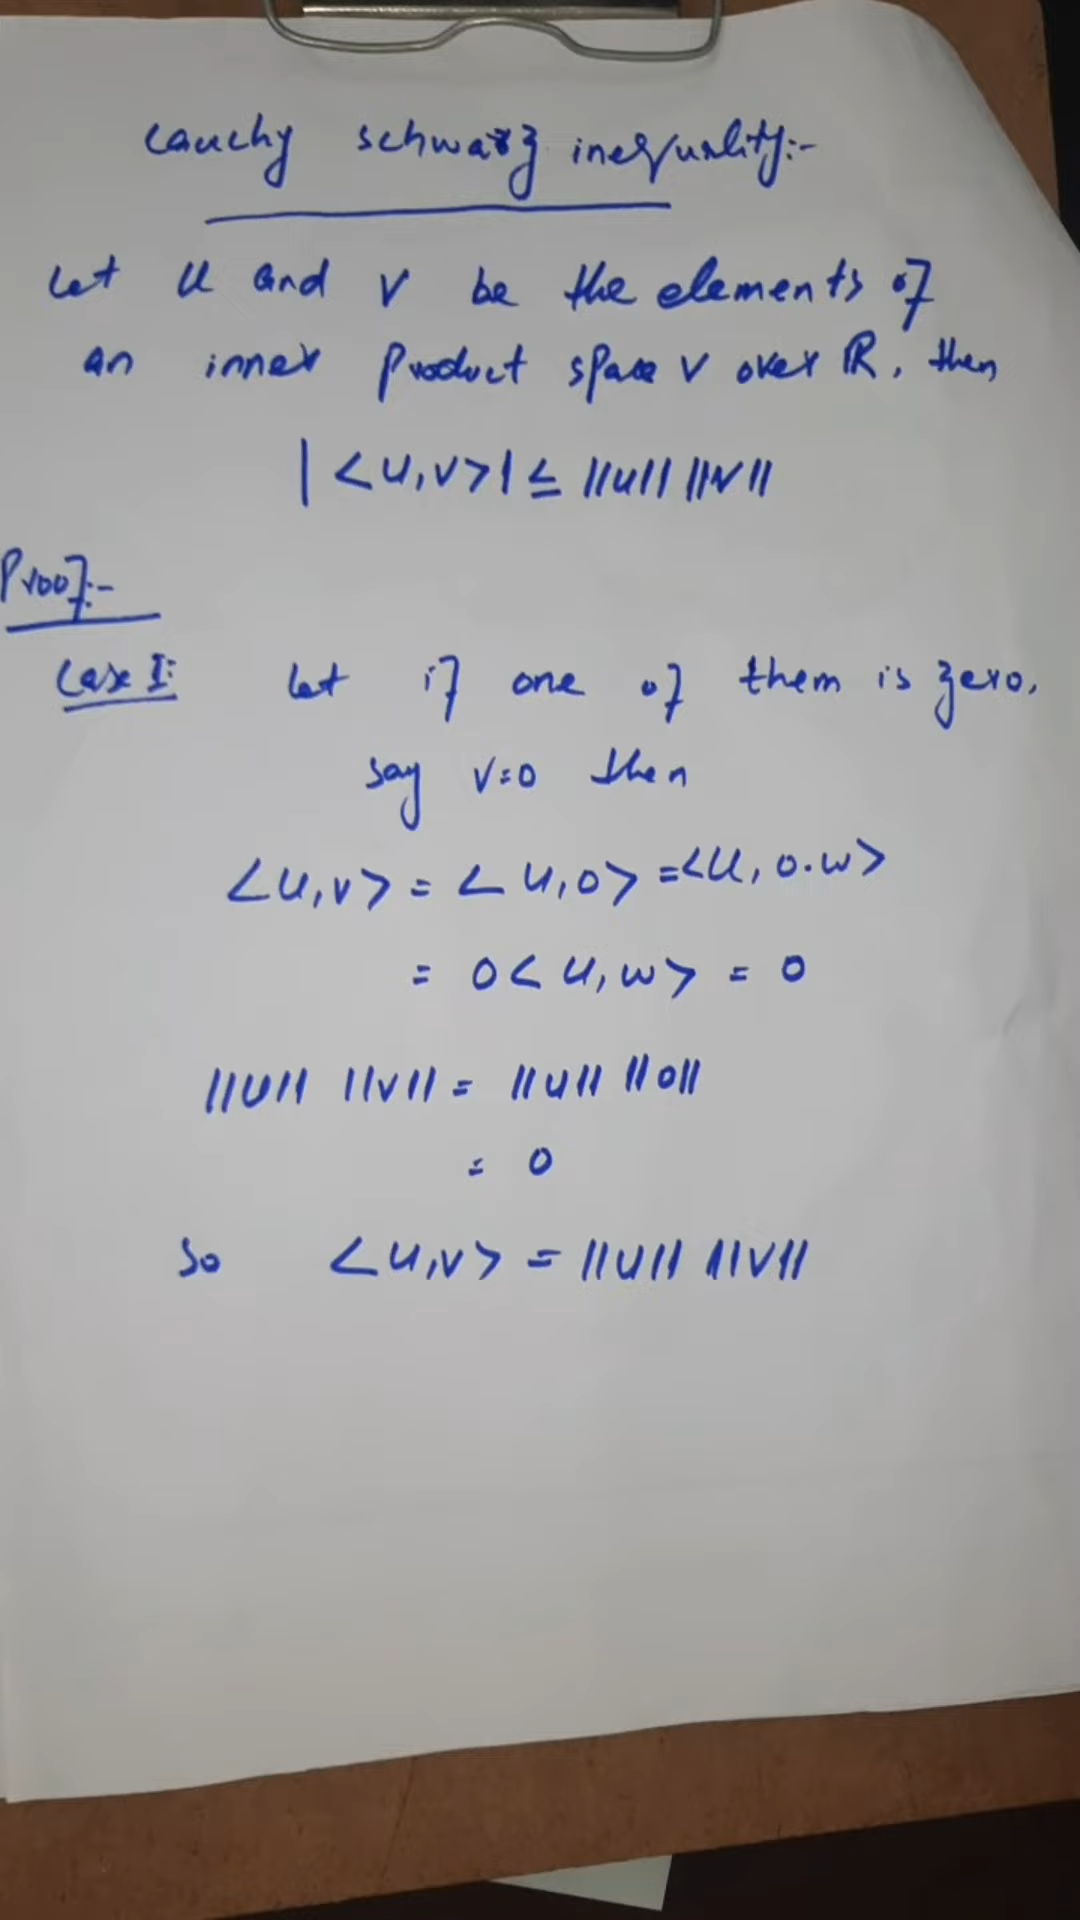 Cauchy schwarz inequality:-
Let u and v be the elements of
an inner product space V over ℝ, then
|<u,v>| ≤ ||u|| ||v||
Proof:-
Case I: Let if one of them is zero,
say v=0 then
<u,v> = <u,0> = <u, 0.w>
= 0<u,w> = 0
||u|| ||v|| = ||u|| ||0||
= 0
So <u,v> = ||u|| ||v||